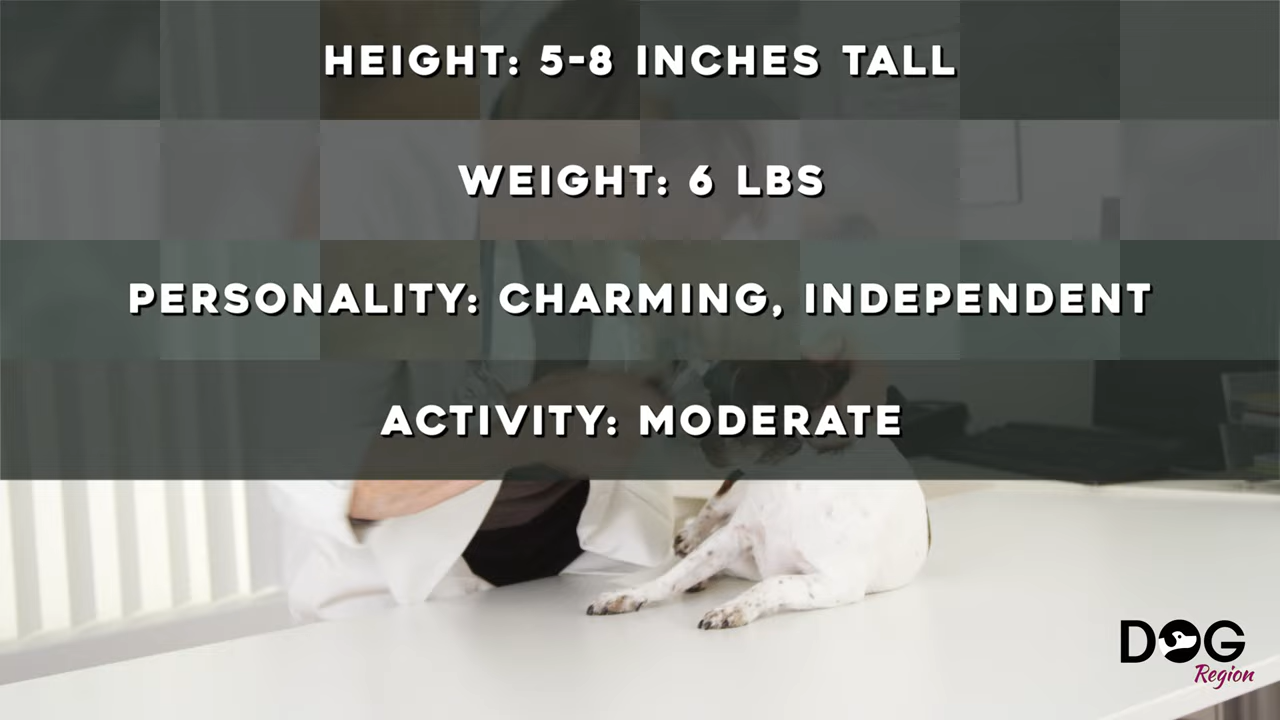 HEIGHT: 5-8 INCHES TALL
WEIGHT: 6 LBS
PERSONALITY: CHARMING, INDEPENDENT
ACTIVITY: MODERATE
DOG
Region